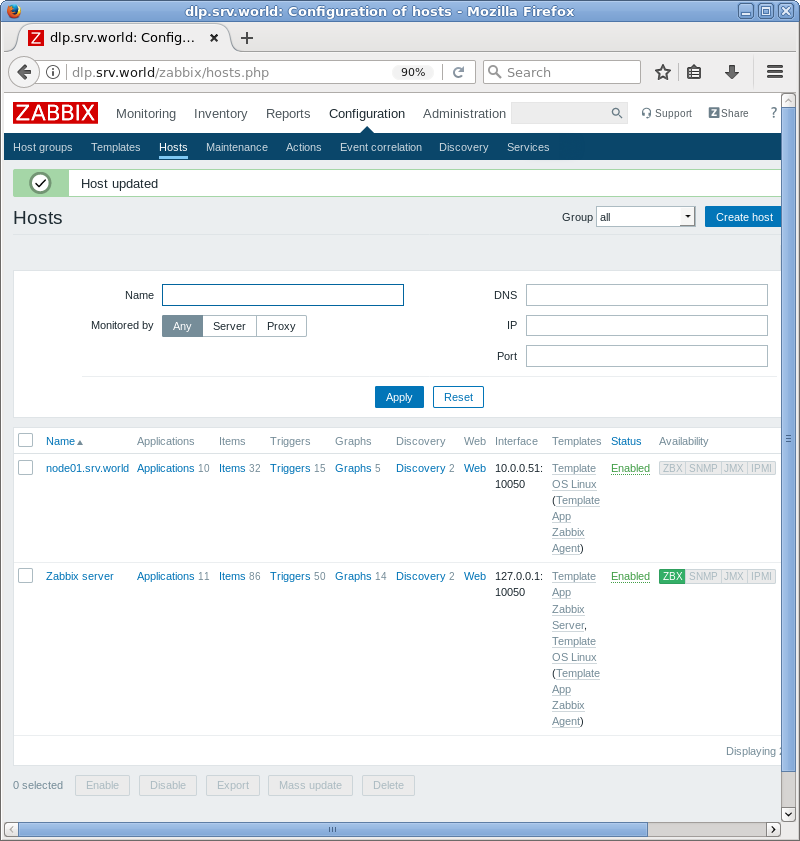 dlp.srv.world: Configuration of hosts - Mozilla Firefox
Z dlp.srv.world: Config... × +
dlp.srv.world/zabbix/hosts.php 90% Search
ZABBIX Monitoring Inventory Reports Configuration Administration Support Z Share ?
Host groups Templates Hosts Maintenance Actions Event correlation Discovery Services
Host updated
Hosts Group all Create host
Name DNS
Monitored by Any Server Proxy IP
Port
Apply Reset
Name Applications Items Triggers Graphs Discovery Web Interface Templates Status Availability
node01.srv.world Applications 10 Items 32 Triggers 15 Graphs 5 Discovery 2 Web 10.0.0.51: Template Enabled ZBX SNMP JMX IPMI
10050 OS Linux
(Template
App
Zabbix
Agent)
Zabbix server Applications 11 Items 86 Triggers 50 Graphs 14 Discovery 2 Web 127.0.0.1: Template Enabled ZBX SNMP JMX IPMI
10050 App
Zabbix
Server,
Template
OS Linux
(Template
App
Zabbix
Agent)
Displaying
0 selected Enable Disable Export Mass update Delete